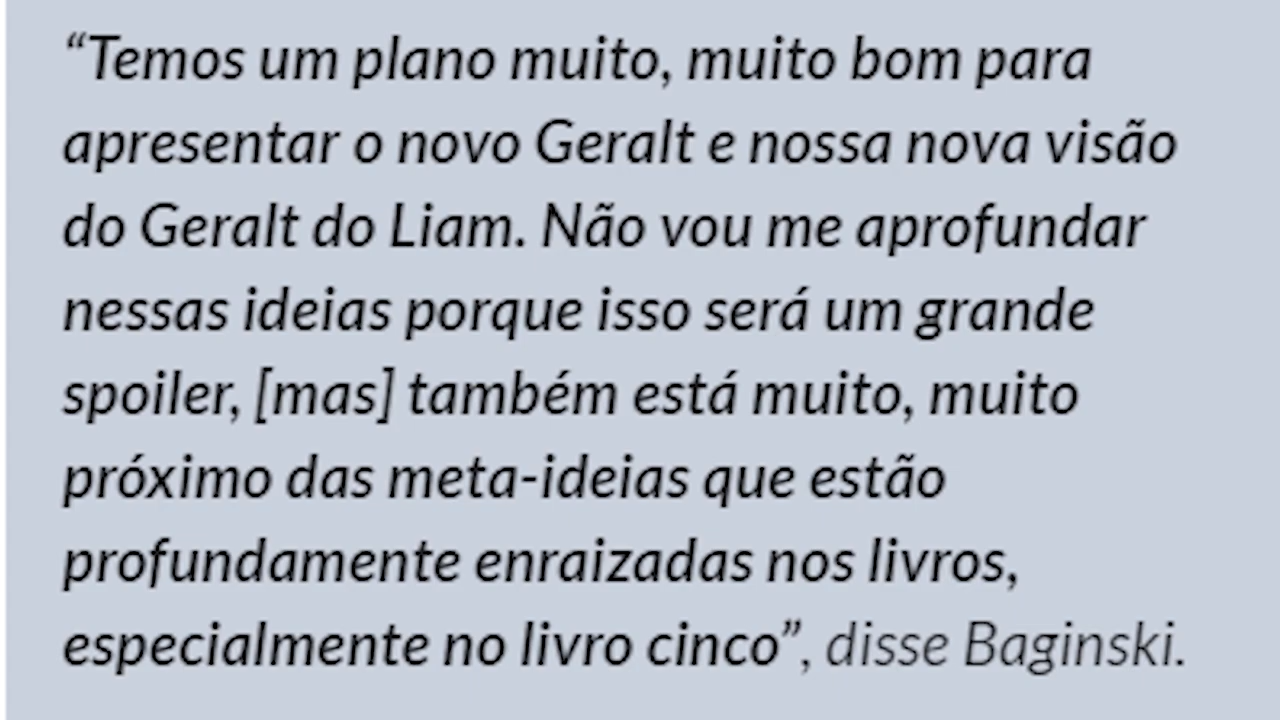 “Temos um plano muito, muito bom para
apresentar o novo Geralt e nossa nova visão
do Geralt do Liam. Não vou me aprofundar
nessas ideias porque isso será um grande
spoiler, [mas] também está muito, muito
próximo das meta-ideias que estão
profundamente enraizadas nos livros,
especialmente no livro cinco”, disse Baginski.